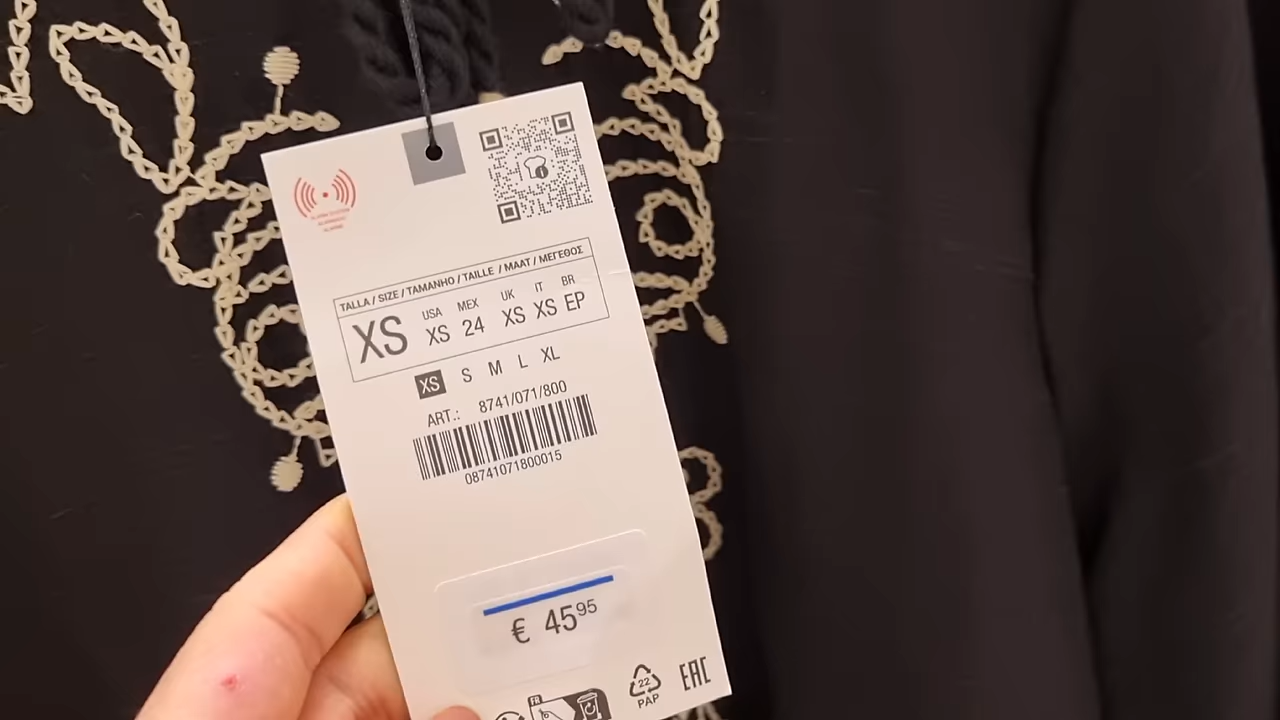 TALLA / SIZE / TAMANHO / TAILLE / MAAT / ΜΕΓΕΘΟΣ
XS
USA MEX UK IT BR
XS 24 XS XS EP
XS S M L XL
ART.: 8741/071/800
08741071800015
€ 45⁹⁵
FR
22
PAP
EAC